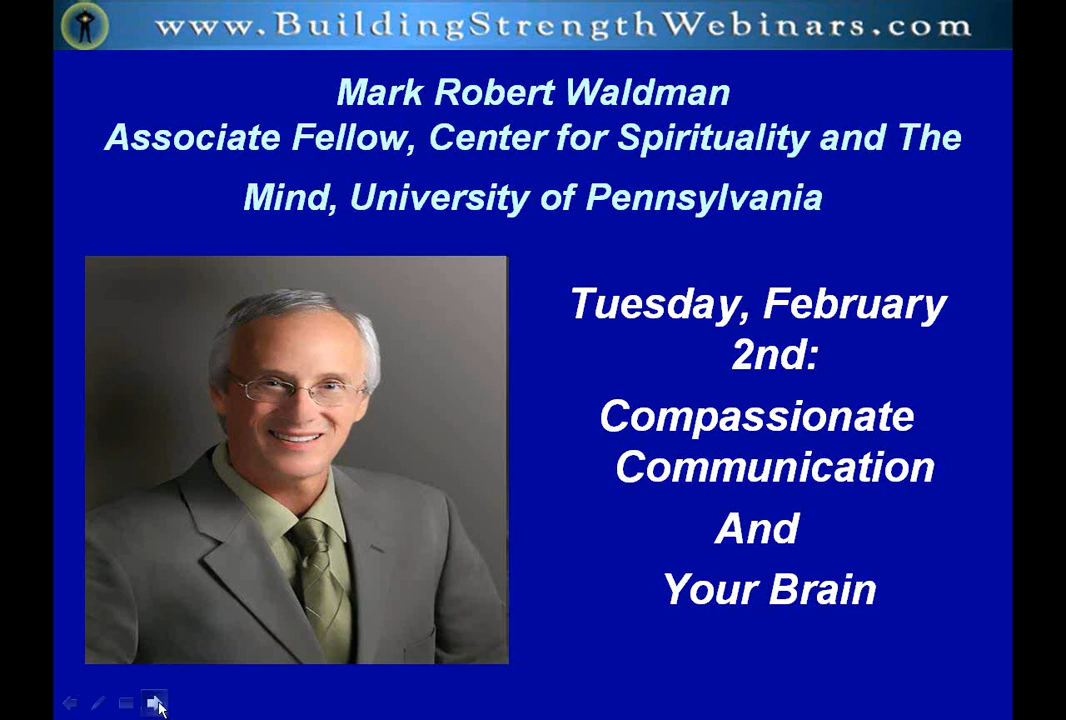 www.BuildingStrengthWebinars.com
Mark Robert Waldman
Associate Fellow, Center for Spirituality and The
Mind, University of Pennsylvania
Tuesday, February
2nd:
Compassionate
Communication
And
Your Brain